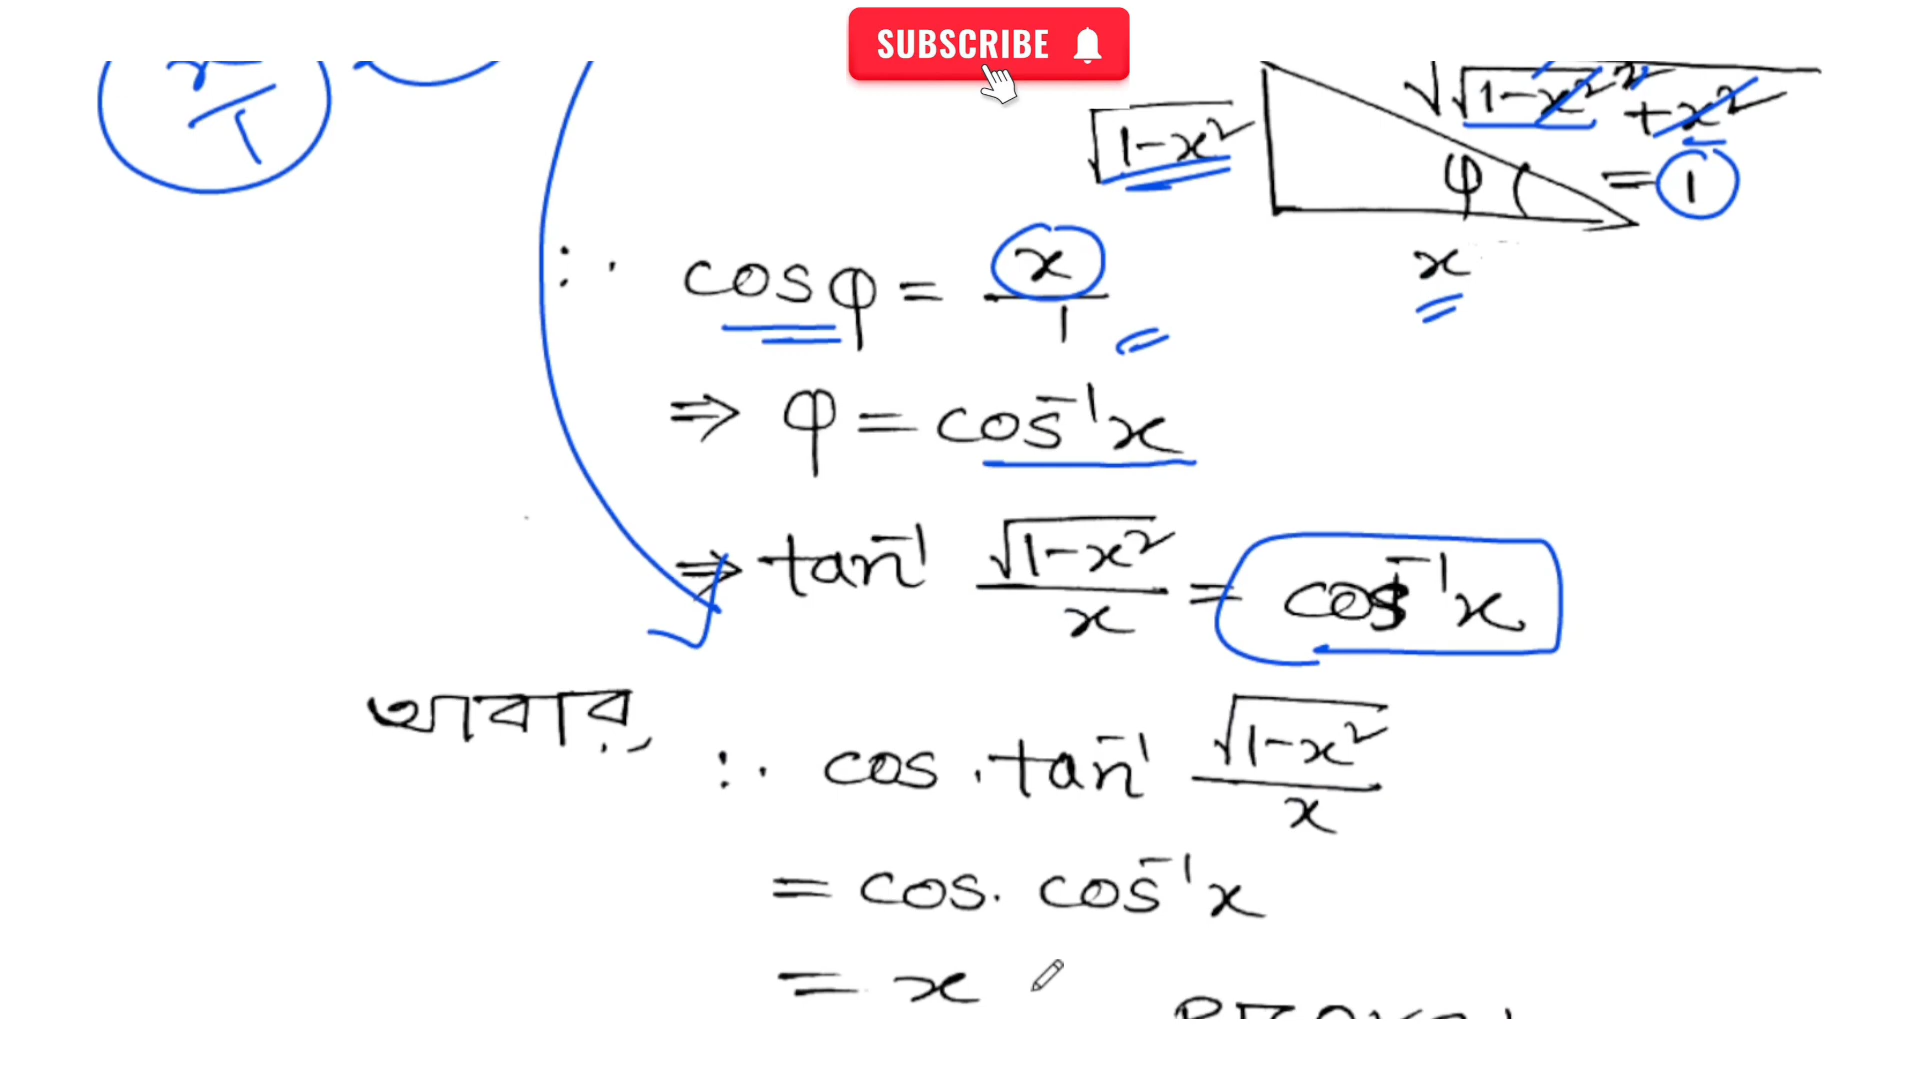 SUBSCRIBE
√(√(1-x²)² + x²)
√(1-x²)
φ
= 1
x
∴ cosφ = x/1
⇒ φ = cos⁻¹x
⇒ tan⁻¹ √(1-x²)/x = cos⁻¹x
আবার,
∴ cos . tan⁻¹ √(1-x²)/x
= cos. cos⁻¹x
= x